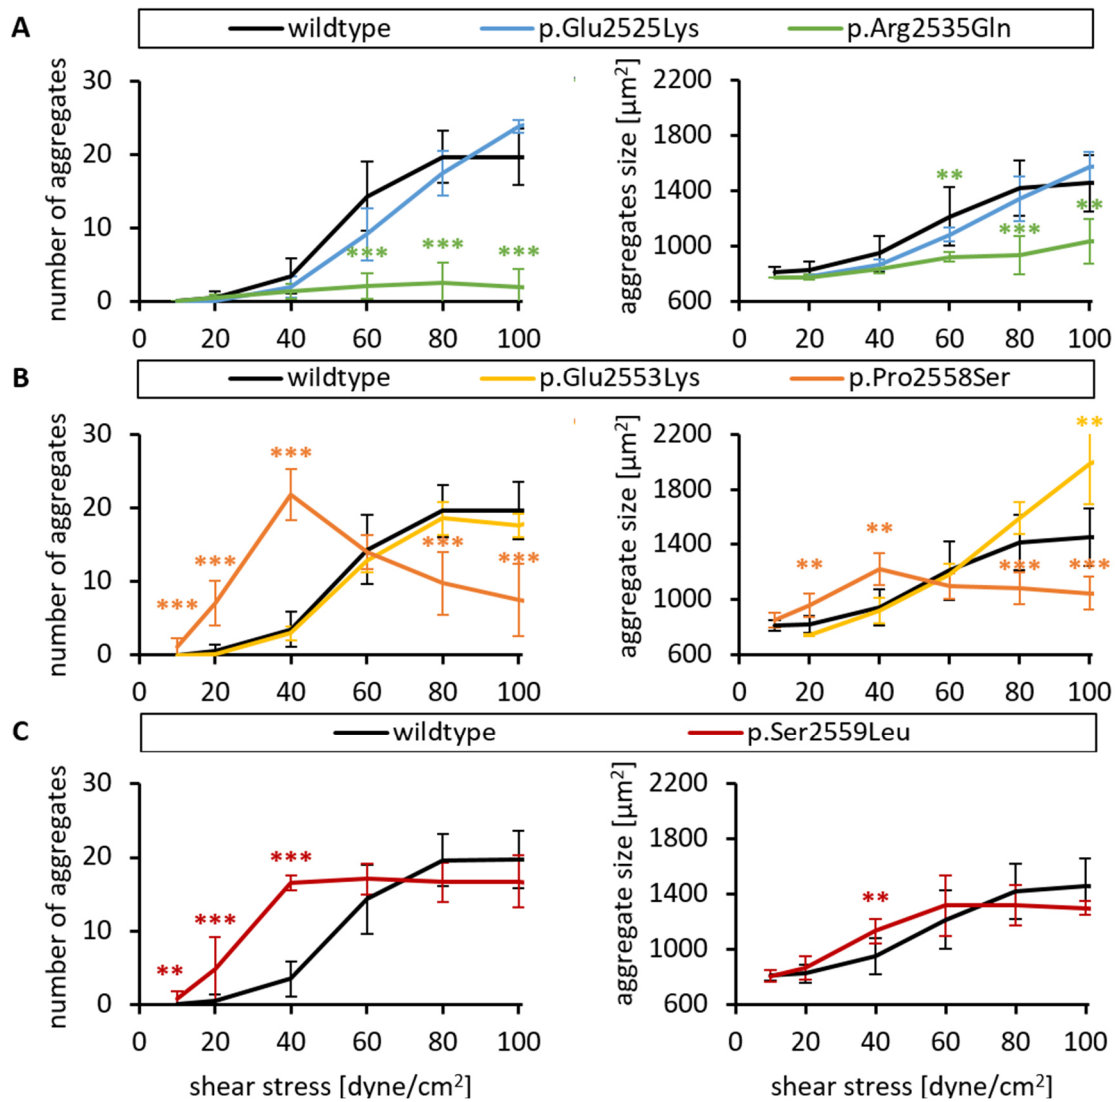 A
wildtype p.Glu2525Lys p.Arg2535Gln
number of aggregates
30
20
10
0
0 20 40 60 80 100
*** *** ***
aggregates size [µm²]
2200
1800
1400
1000
600
0 20 40 60 80 100
** *** **
B
wildtype p.Glu2553Lys p.Pro2558Ser
number of aggregates
30
20
10
0
0 20 40 60 80 100
*** *** *** *** ***
aggregate size [µm²]
2200
1800
1400
1000
600
0 20 40 60 80 100
** ** *** *** **
C
wildtype p.Ser2559Leu
number of aggregates
30
20
10
0
0 20 40 60 80 100
** *** ***
shear stress [dyne/cm²]
aggregate size [µm²]
2200
1800
1400
1000
600
0 20 40 60 80 100
**
shear stress [dyne/cm²]